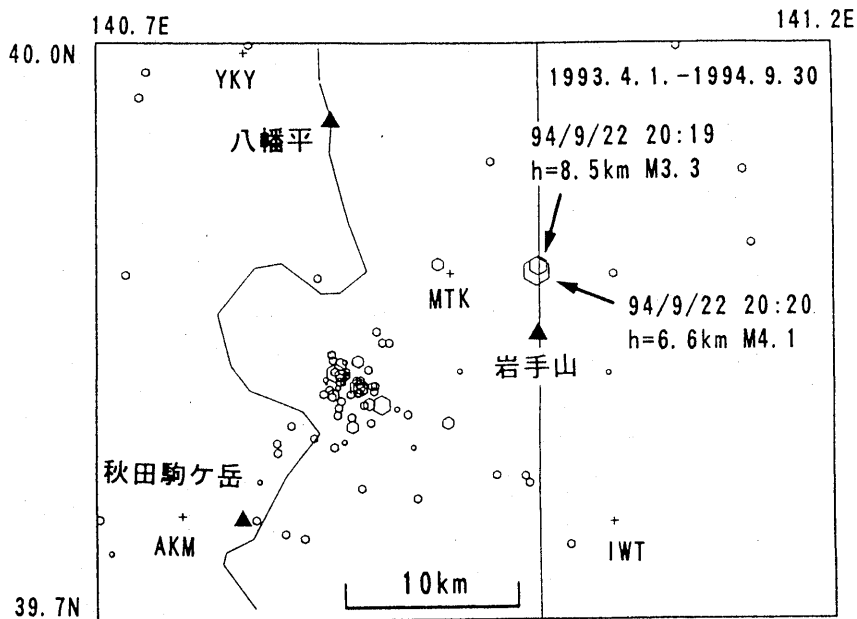 140.7E
141.2E
40.0N
YKY
1993.4.1.-1994.9.30
八幡平
94/9/22 20:19
h=8.5km M3.3
MTK
94/9/22 20:20
h=6.6km M4.1
岩手山
秋田駒ケ岳
AKM
IWT
10km
39.7N